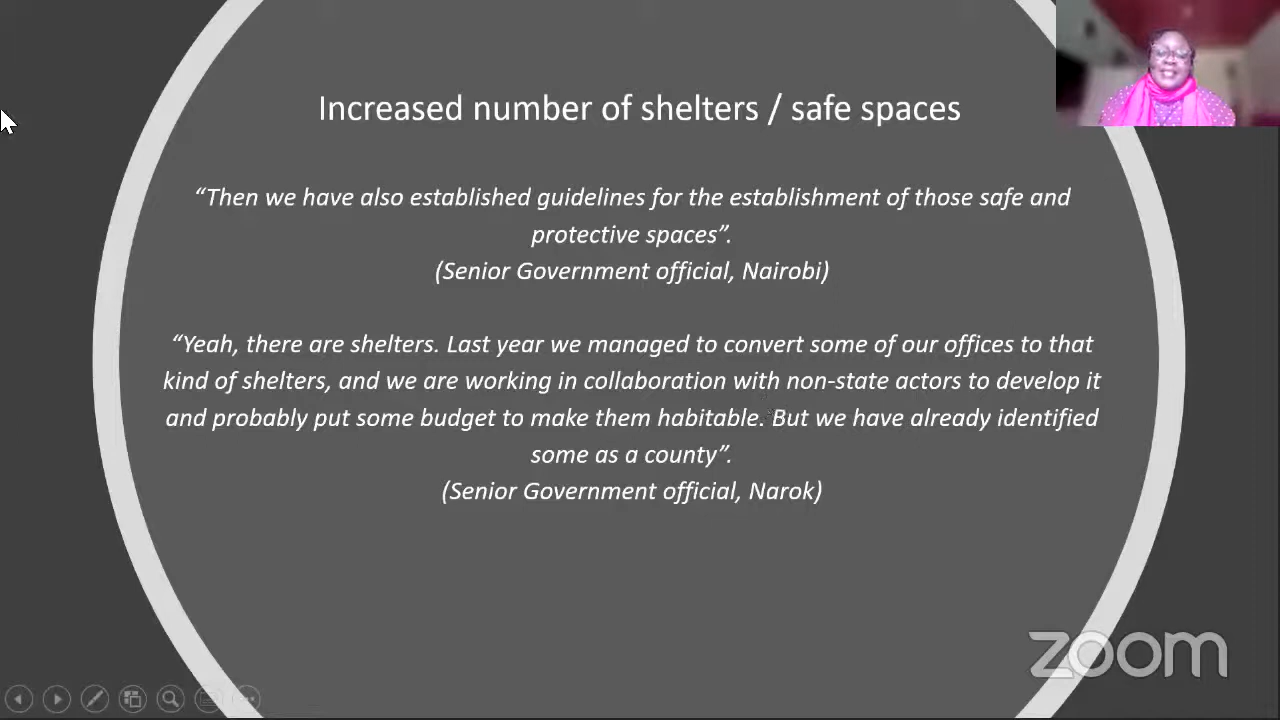 Increased number of shelters / safe spaces
“Then we have also established guidelines for the establishment of those safe and
protective spaces”.
(Senior Government official, Nairobi)
“Yeah, there are shelters. Last year we managed to convert some of our offices to that
kind of shelters, and we are working in collaboration with non-state actors to develop it
and probably put some budget to make them habitable. But we have already identified
some as a county”.
(Senior Government official, Narok)
zoom